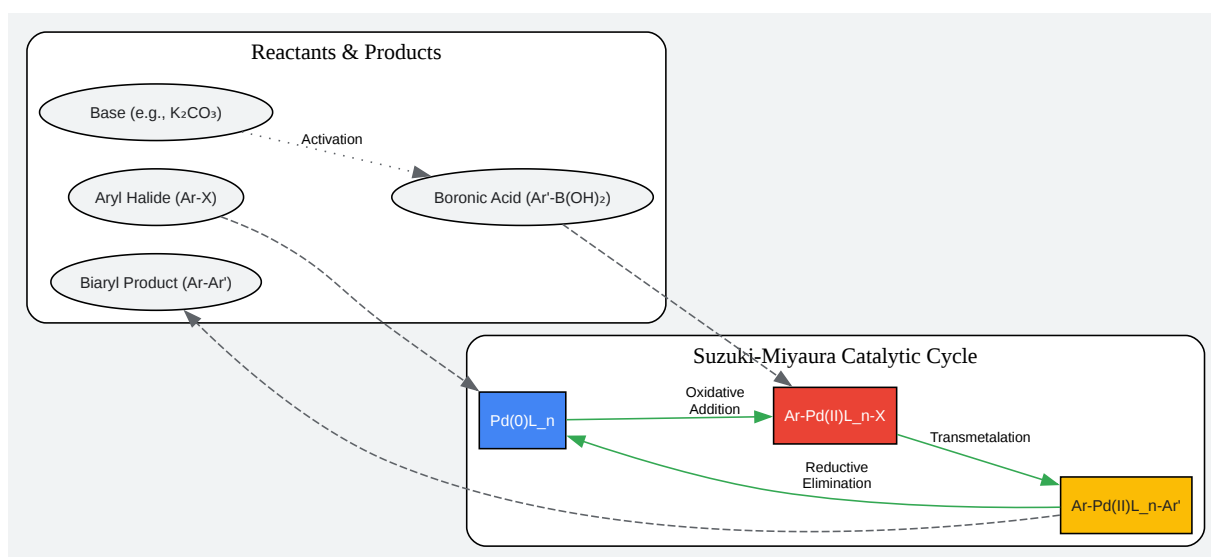 Reactants & Products
Base (e.g., K₂CO₃)
Activation
Aryl Halide (Ar-X)
Boronic Acid (Ar'-B(OH)₂)
Biaryl Product (Ar-Ar')
Suzuki-Miyaura Catalytic Cycle
Pd(0)L_n
Oxidative
Addition
Ar-Pd(II)L_n-X
Transmetalation
Reductive
Elimination
Ar-Pd(II)L_n-Ar'